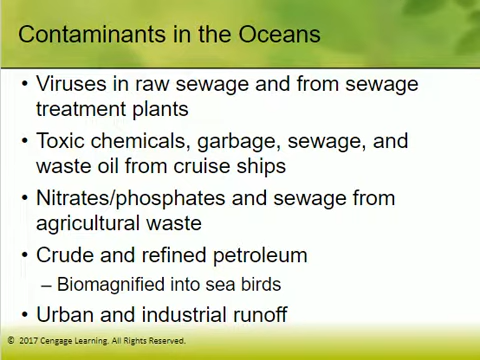 Contaminants in the Oceans
• Viruses in raw sewage and from sewage
treatment plants
• Toxic chemicals, garbage, sewage, and
waste oil from cruise ships
• Nitrates/phosphates and sewage from
agricultural waste
• Crude and refined petroleum
– Biomagnified into sea birds
• Urban and industrial runoff
© 2017 Cengage Learning. All Rights Reserved.